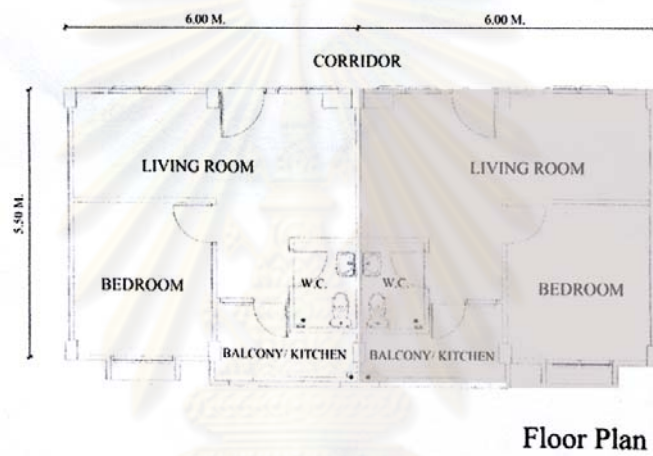 6.00 M. 6.00 M.
CORRIDOR
5.50 M.
LIVING ROOM LIVING ROOM
BEDROOM W.C. W.C. BEDROOM
BALCONY/ KITCHEN BALCONY/ KITCHEN
Floor Plan